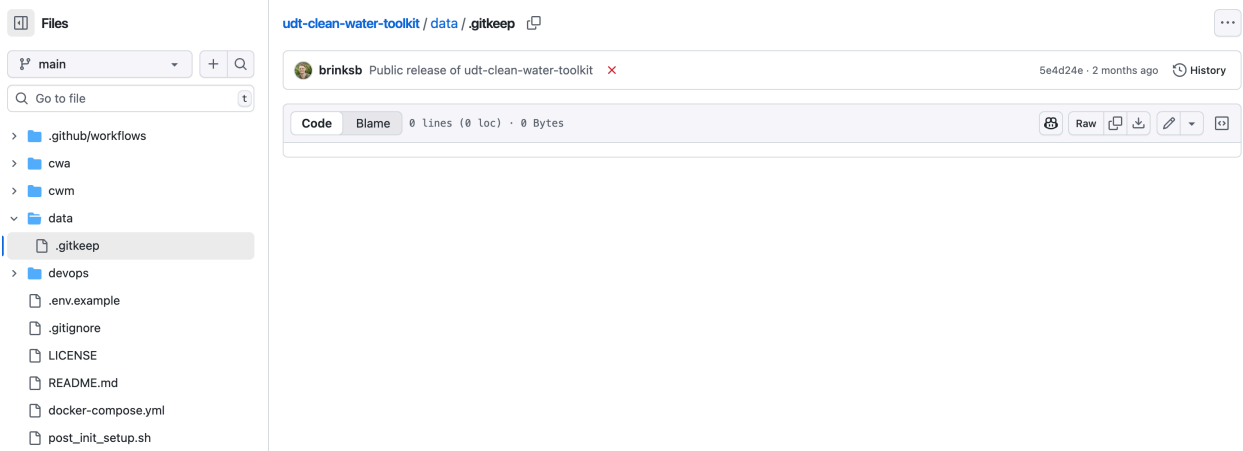 Files
main
Go to file
t
.github/workflows
cwa
cwm
data
.gitkeep
devops
.env.example
.gitignore
LICENSE
README.md
docker-compose.yml
post_init_setup.sh
udt-clean-water-toolkit / data / .gitkeep
brinksb Public release of udt-clean-water-toolkit
5e4d24e · 2 months ago History
Code Blame 0 lines (0 loc) · 0 Bytes
Raw